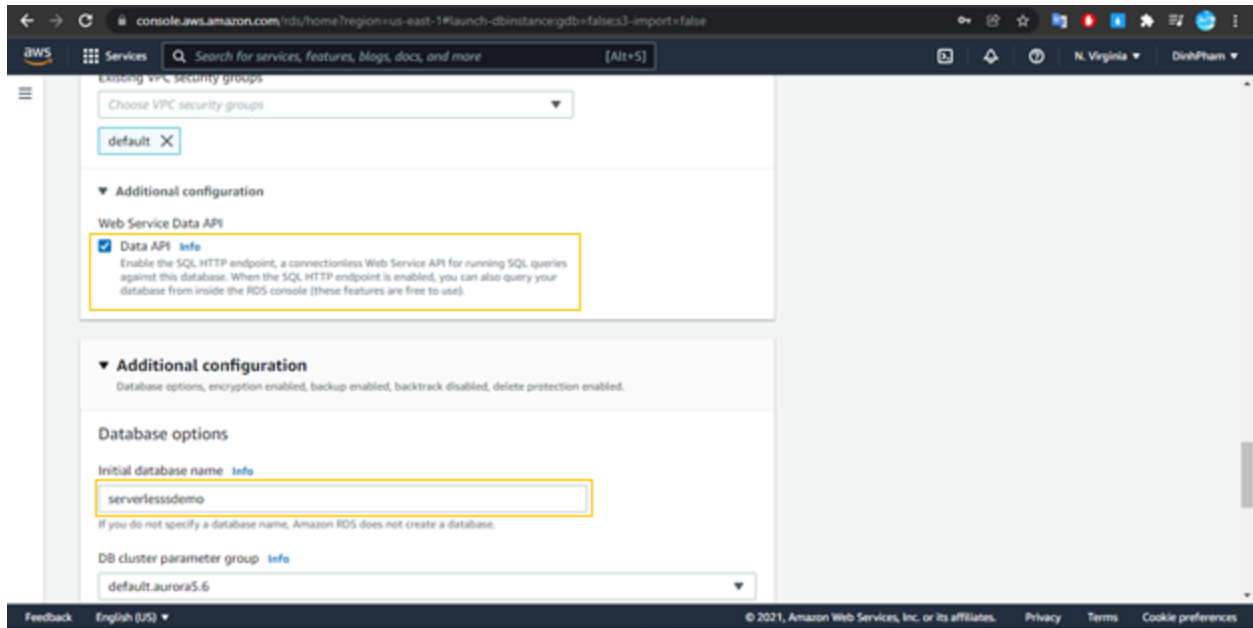 console.aws.amazon.com/rds/home?region=us-east-1#launch-dbinstance:gdb=false;s3-import=false
aws
Services
Search for services, features, blogs, docs, and more
[Alt+S]
N. Virginia
DinhPham
Existing VPC security groups
Choose VPC security groups
default
Additional configuration
Web Service Data API
Data API Info
Enable the SQL HTTP endpoint, a connectionless Web Service API for running SQL queries
against this database. When the SQL HTTP endpoint is enabled, you can also query your
database from inside the RDS console (these features are free to use).
Additional configuration
Database options, encryption enabled, backup enabled, backtrack disabled, delete protection enabled.
Database options
Initial database name Info
serverlesssdemo
If you do not specify a database name, Amazon RDS does not create a database.
DB cluster parameter group Info
default.aurora5.6
Feedback
English (US)
© 2021, Amazon Web Services, Inc. or its affiliates.
Privacy
Terms
Cookie preferences